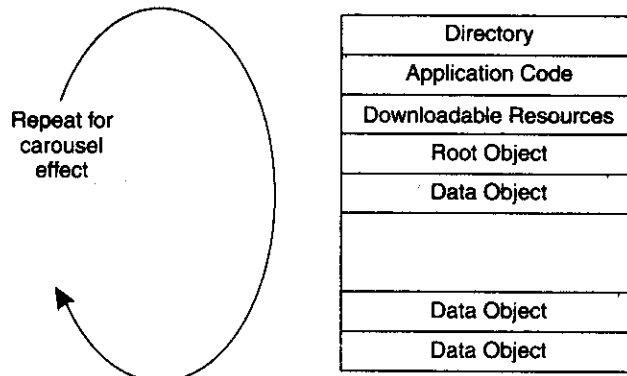 Repeat for
carousel
effect
Directory
Application Code
Downloadable Resources
Root Object
Data Object
Data Object
Data Object